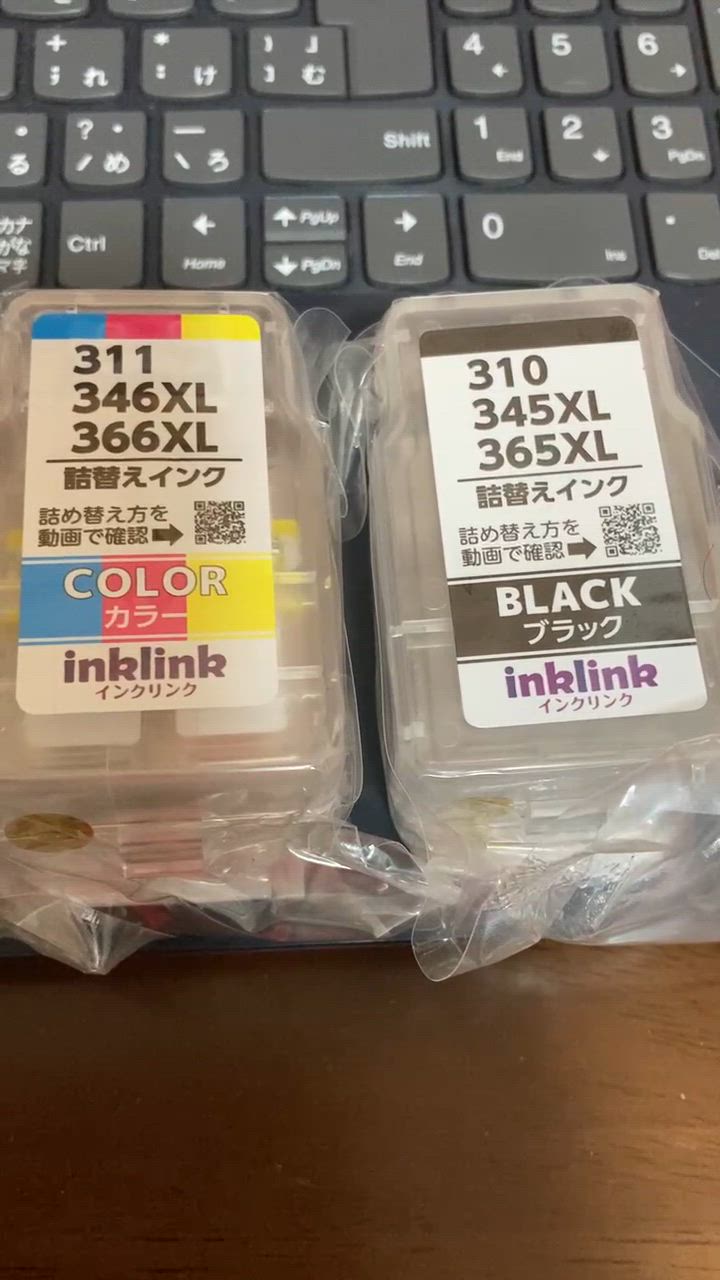 +
; れ
*
: け
} 」
] む
4
←
5
6
→
・
る
? ・
/ め
\ ろ
Shift
1
End
2
↓
3
PgDn
カナ
がな
Ctrl
←
Home
↑ PgUp
↓ PgDn
→
End
0
Ins
.
311
346XL
366XL
詰替えインク
詰め替え方を
動画で確認➡
COLOR
カラー
inklink
インクリンク
310
345XL
365XL
詰替えインク
詰め替え方を
動画で確認➡
BLACK
ブラック
inklink
インクリンク